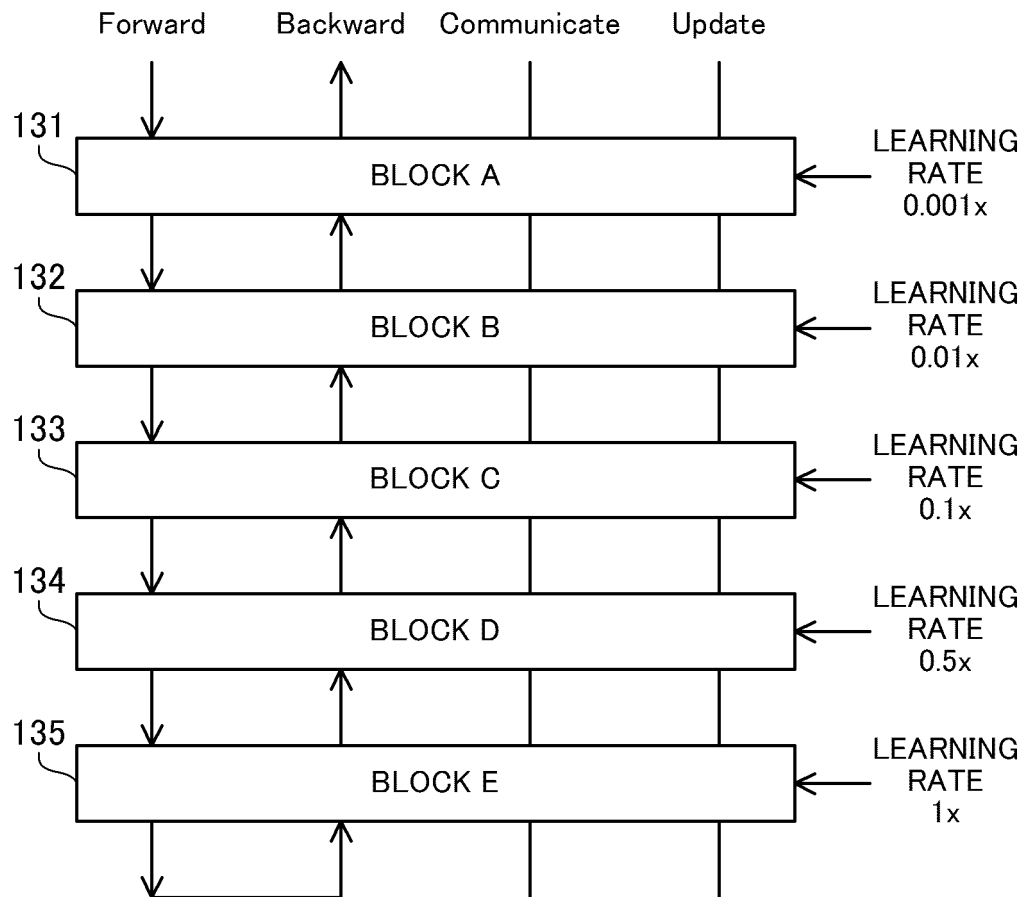 Forward Backward Communicate Update
131
BLOCK A
LEARNING
RATE
0.001x
132
BLOCK B
LEARNING
RATE
0.01x
133
BLOCK C
LEARNING
RATE
0.1x
134
BLOCK D
LEARNING
RATE
0.5x
135
BLOCK E
LEARNING
RATE
1x